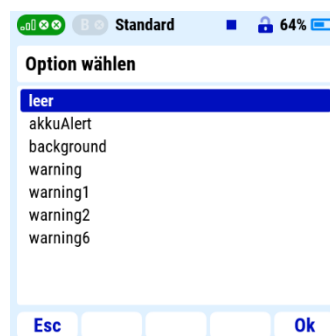 B Standard 64%
Option wählen
leer
akkuAlert
background
warning
warning1
warning2
warning6
Esc Ok